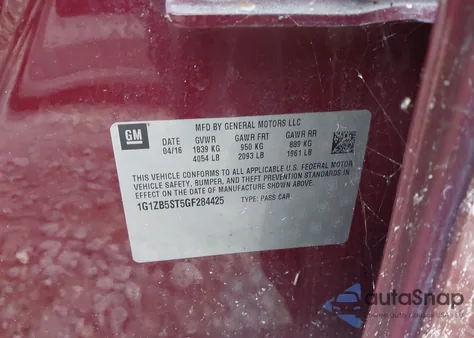 GM
MFD BY GENERAL MOTORS LLC
DATE GVWR GAWR FRT GAWR RR
04/16 1839 KG 950 KG 889 KG
4054 LB 2093 LB 1961 LB
THIS VEHICLE CONFORMS TO ALL APPLICABLE U.S. FEDERAL MOTOR
VEHICLE SAFETY, BUMPER, AND THEFT PREVENTION STANDARDS IN
EFFECT ON THE DATE OF MANUFACTURE SHOWN ABOVE.
1G1ZB5ST5GF284425 TYPE: PASS CAR
autoSnap